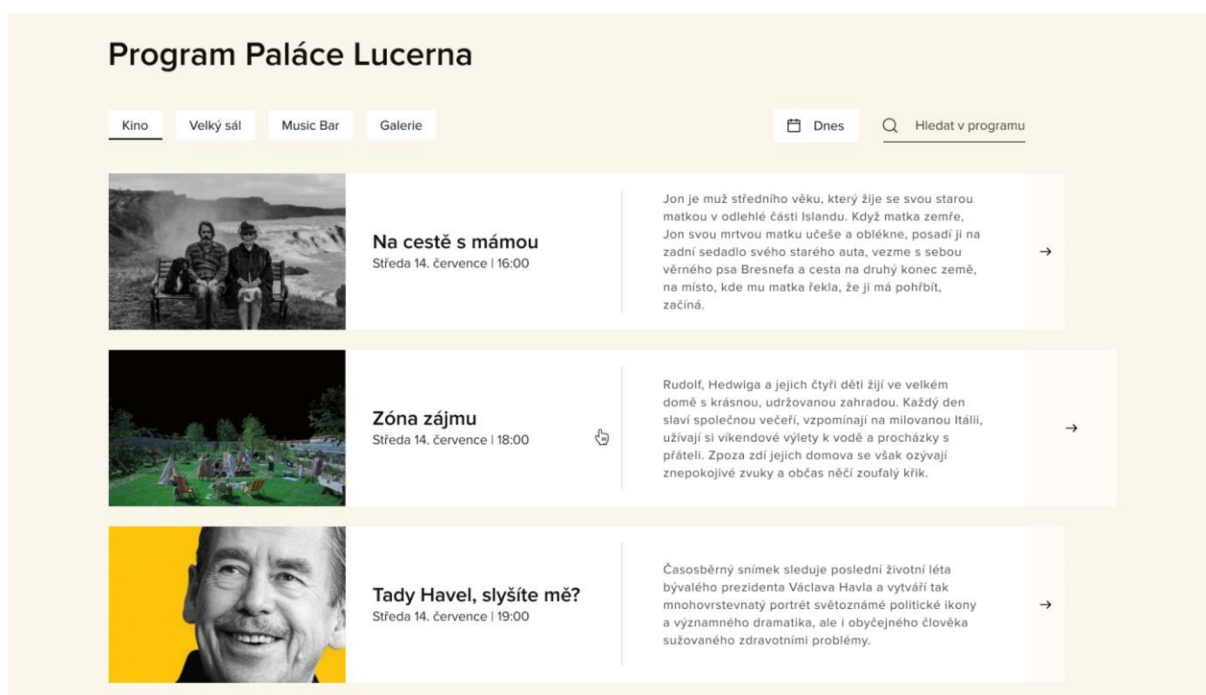 Program Paláce Lucerna
Kino
Velký sál
Music Bar
Galerie
Dnes
Hledat v programu
Na cestě s mámou
Středa 14. července | 16:00
Jon je muž středního věku, který žije se svou starou
matkou v odlehlé části Islandu. Když matka zemře,
Jon svou mrtvou matku učeše a oblékne, posadí ji na
zadní sedadlo svého starého auta, vezme s sebou
věrného psa Bresnefa a cesta na druhý konec země,
na místo, kde mu matka řekla, že ji má pohřbít,
začíná.
Zóna zájmu
Středa 14. července | 18:00
Rudolf, Hedwiga a jejich čtyři děti žijí ve velkém
domě s krásnou, udržovanou zahradou. Každý den
slaví společnou večeří, vzpomínají na milovanou Itálii,
užívají si víkendové výlety k vodě a procházky s
přáteli. Zpoza zdí jejich domova se však ozývají
znepokojivé zvuky a občas něčí zoufalý křik.
Tady Havel, slyšíte mě?
Středa 14. července | 19:00
Časosběrný snímek sleduje poslední životní léta
bývalého prezidenta Václava Havla a vytváří tak
mnohovrstevnatý portrét světoznámé politické ikony
a významného dramatika, ale i obyčejného člověka
sužovaného zdravotními problémy.